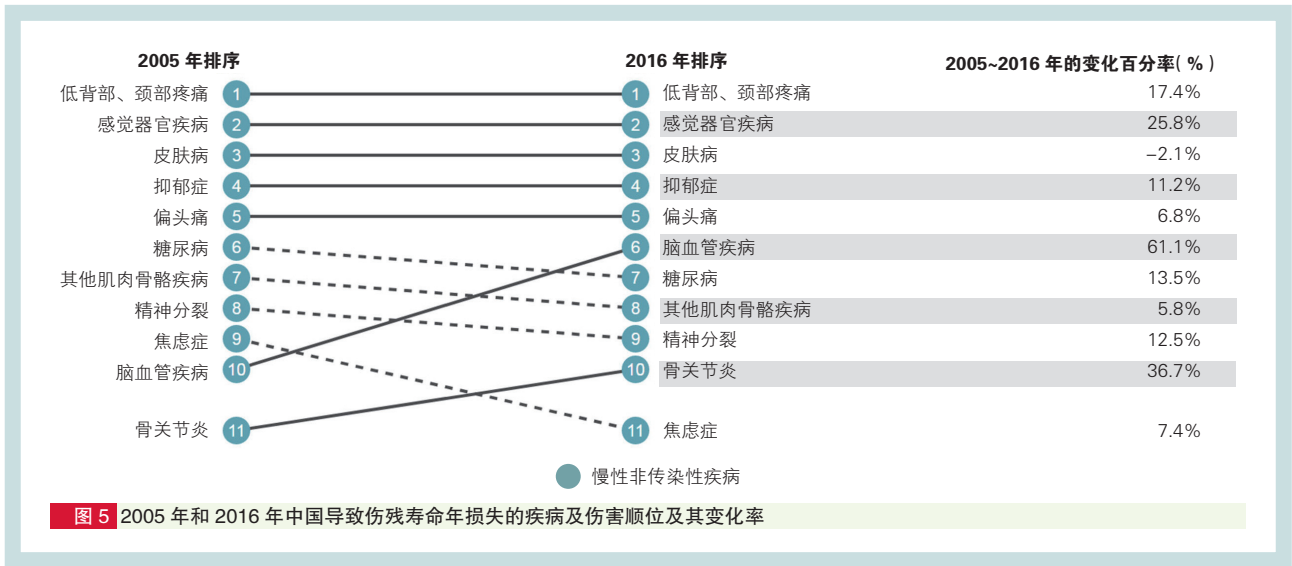 2005 年排序 2016 年排序 2005~2016 年的变化百分率( % )
低背部、颈部疼痛 1 1 低背部、颈部疼痛 17.4%
感觉器官疾病 2 2 感觉器官疾病 25.8%
皮肤病 3 3 皮肤病 –2.1%
抑郁症 4 4 抑郁症 11.2%
偏头痛 5 5 偏头痛 6.8%
糖尿病 6 6 脑血管疾病 61.1%
其他肌肉骨骼疾病 7 7 糖尿病 13.5%
精神分裂 8 8 其他肌肉骨骼疾病 5.8%
焦虑症 9 9 精神分裂 12.5%
脑血管疾病 10 10 骨关节炎 36.7%
骨关节炎 11 11 焦虑症 7.4%
慢性非传染性疾病
图 5 2005 年和 2016 年中国导致伤残寿命年损失的疾病及伤害顺位及其变化率